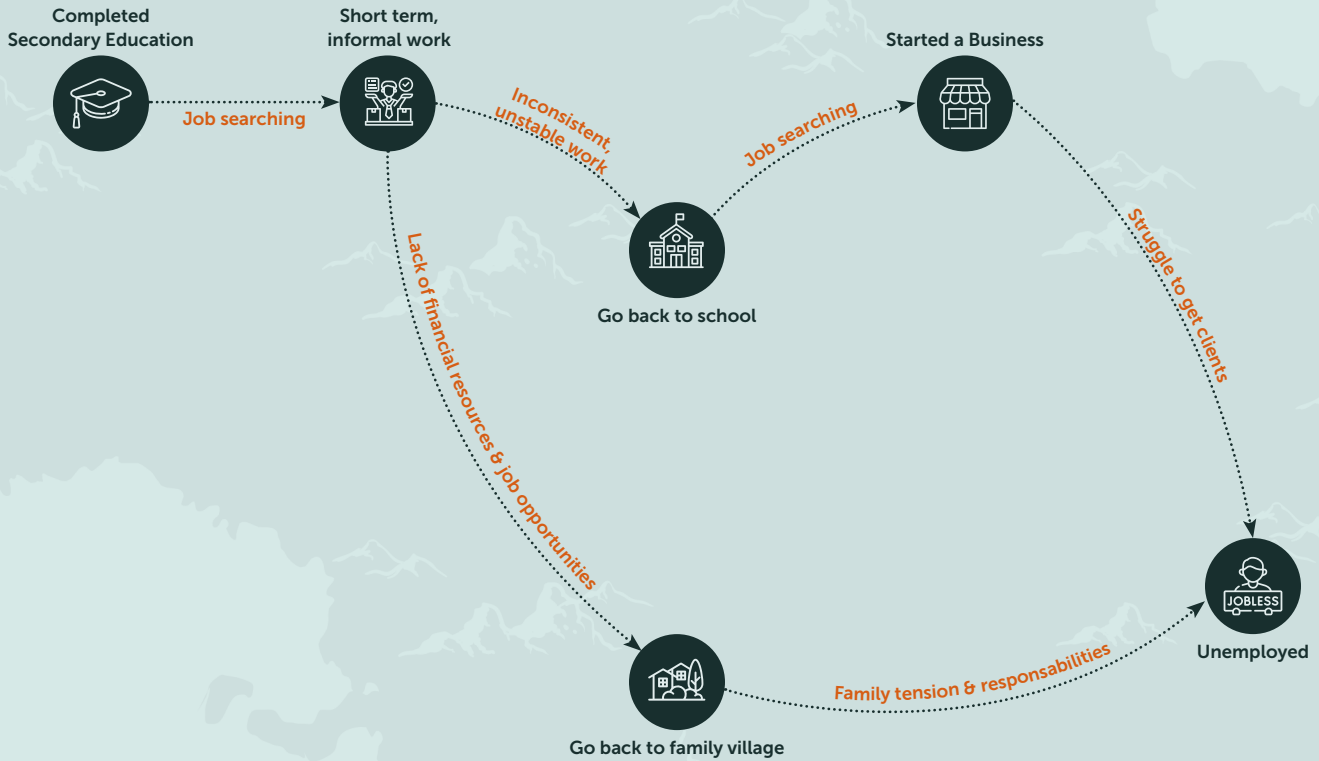 Completed
Secondary Education
Short term,
informal work
Started a Business
Job searching
Inconsistent,
unstable work
Job searching
Go back to school
Struggle to get clients
Lack of financial resources & job opportunities
JOBLESS
Unemployed
Family tension & responsabilities
Go back to family village